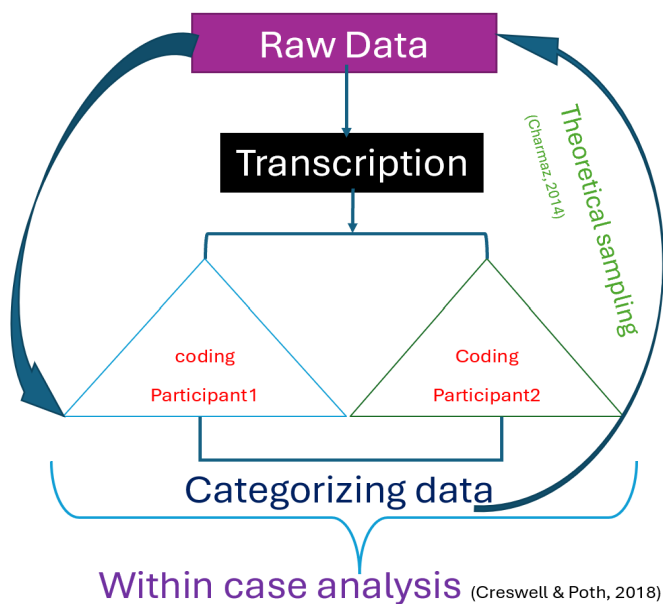 Raw Data
Transcription
Theoretical sampling
(Charmaz, 2014)
coding
Participant1
Coding
Participant2
Categorizing data
Within case analysis (Creswell & Poth, 2018)